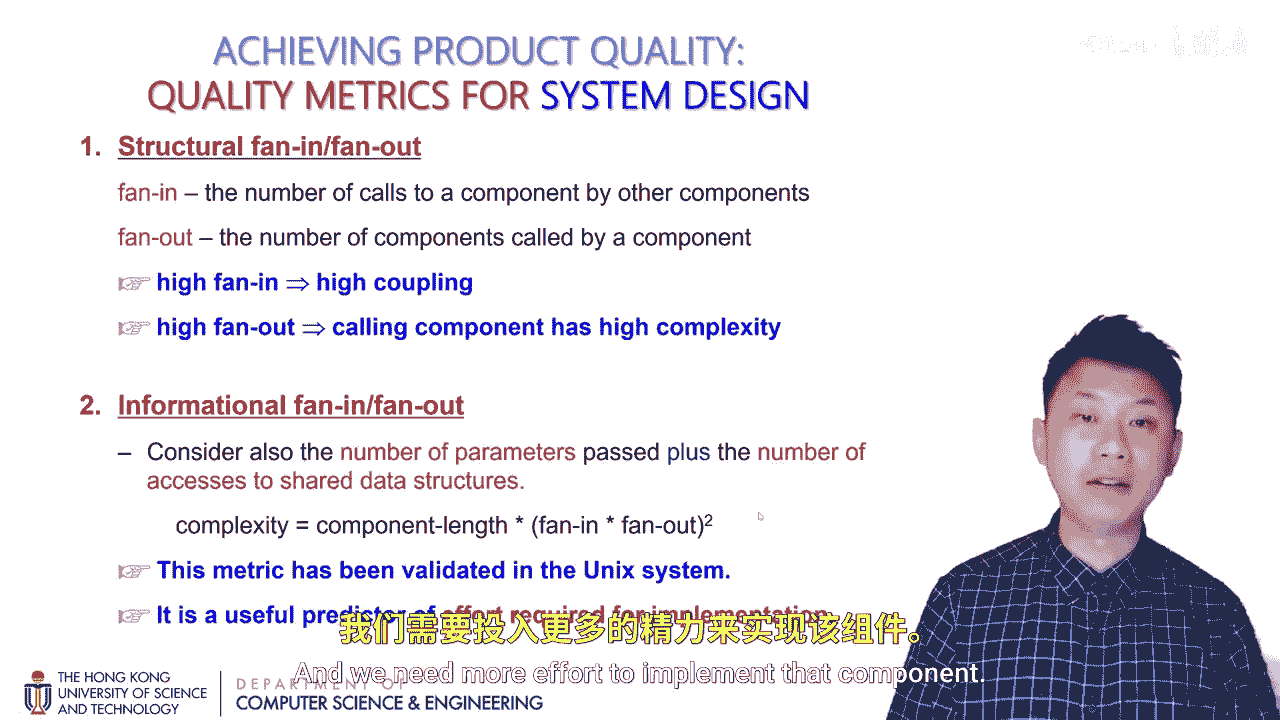 ACHIEVING PRODUCT QUALITY:
QUALITY METRICS FOR SYSTEM DESIGN
1. Structural fan-in/fan-out
fan-in – the number of calls to a component by other components
fan-out – the number of components called by a component
☞ high fan-in ⇒ high coupling
☞ high fan-out ⇒ calling component has high complexity
2. Informational fan-in/fan-out
– Consider also the number of parameters passed plus the number of
accesses to shared data structures.
complexity = component-length * (fan-in * fan-out)²
☞ This metric has been validated in the Unix system.
☞ It is a useful predictor of effort required for implementation.
我们需要投入更多的精力来实现该组件。
And we need more effort to implement that component.
THE HONG KONG
UNIVERSITY OF SCIENCE
AND TECHNOLOGY
DEPARTMENT OF
COMPUTER SCIENCE & ENGINEERING